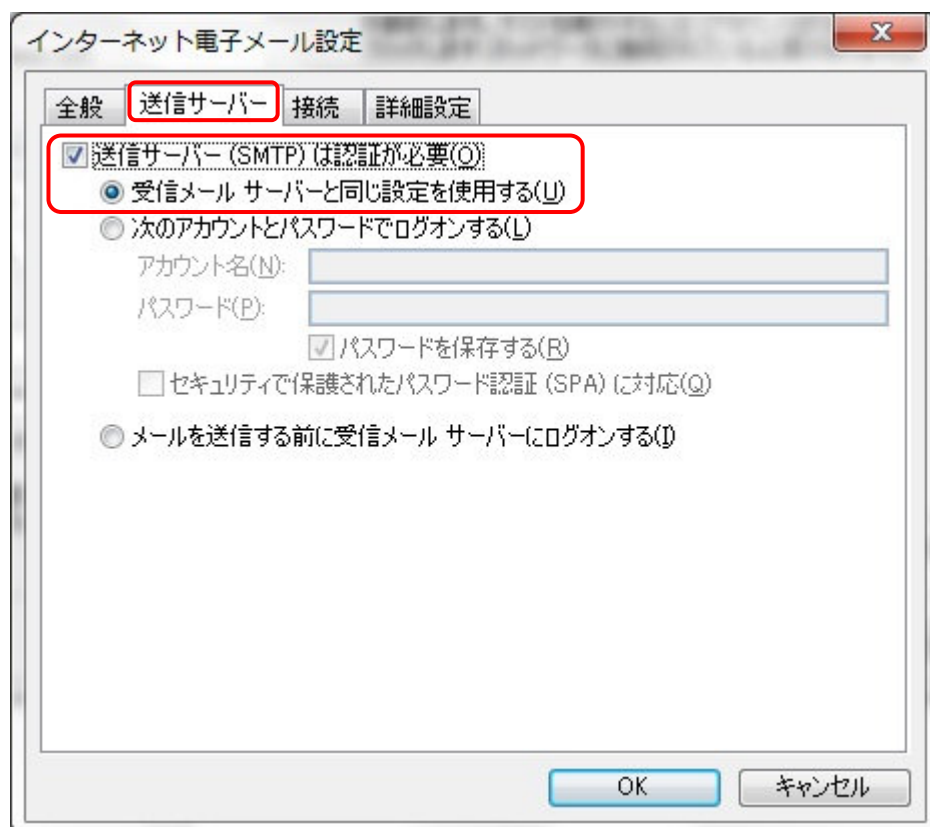 インターネット電子メール設定
全般 送信サーバー 接続 詳細設定
送信サーバー (SMTP) は認証が必要(O)
受信メール サーバーと同じ設定を使用する(U)
次のアカウントとパスワードでログオンする(L)
アカウント名(N):
パスワード(P):
パスワードを保存する(R)
セキュリティで保護されたパスワード認証 (SPA) に対応(Q)
メールを送信する前に受信メール サーバーにログオンする(I)
OK キャンセル